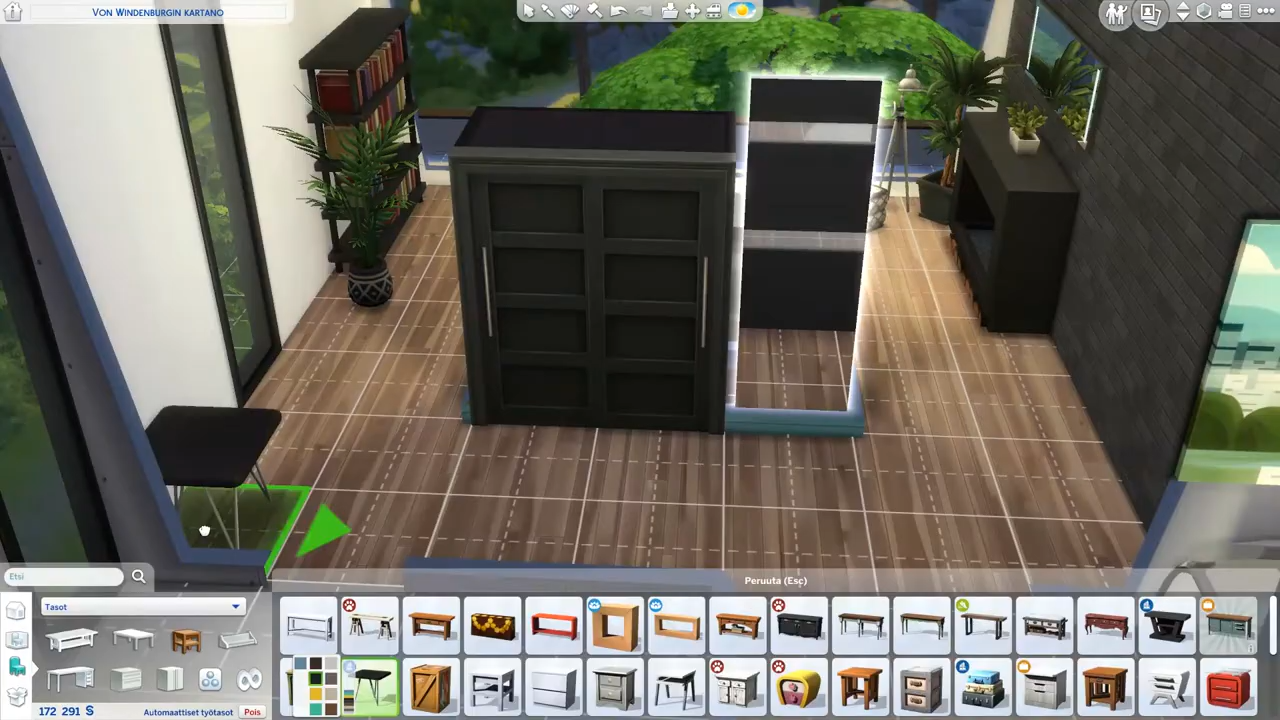 VON WINDENBURGIN KARTANO
Peruuta (Esc)
Etsi
Tasot
172 291 §
Automaattiset työtasot
Pois